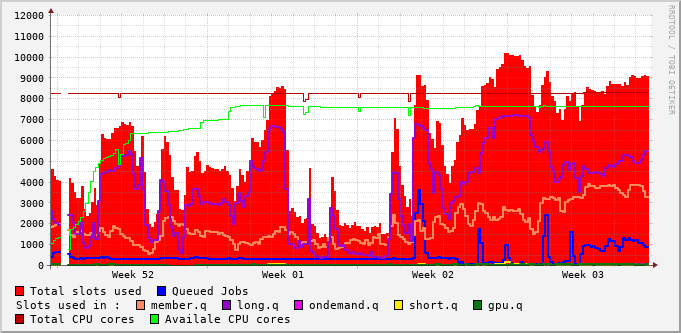 RRDTOOL / TOBI OETIKER
12000
11000
10000
9000
8000
7000
6000
5000
4000
3000
2000
1000
0
Week 52 Week 01 Week 02 Week 03
Total slots used Queued Jobs
Slots used in : member.q long.q ondemand.q short.q gpu.q
Total CPU cores Availale CPU cores